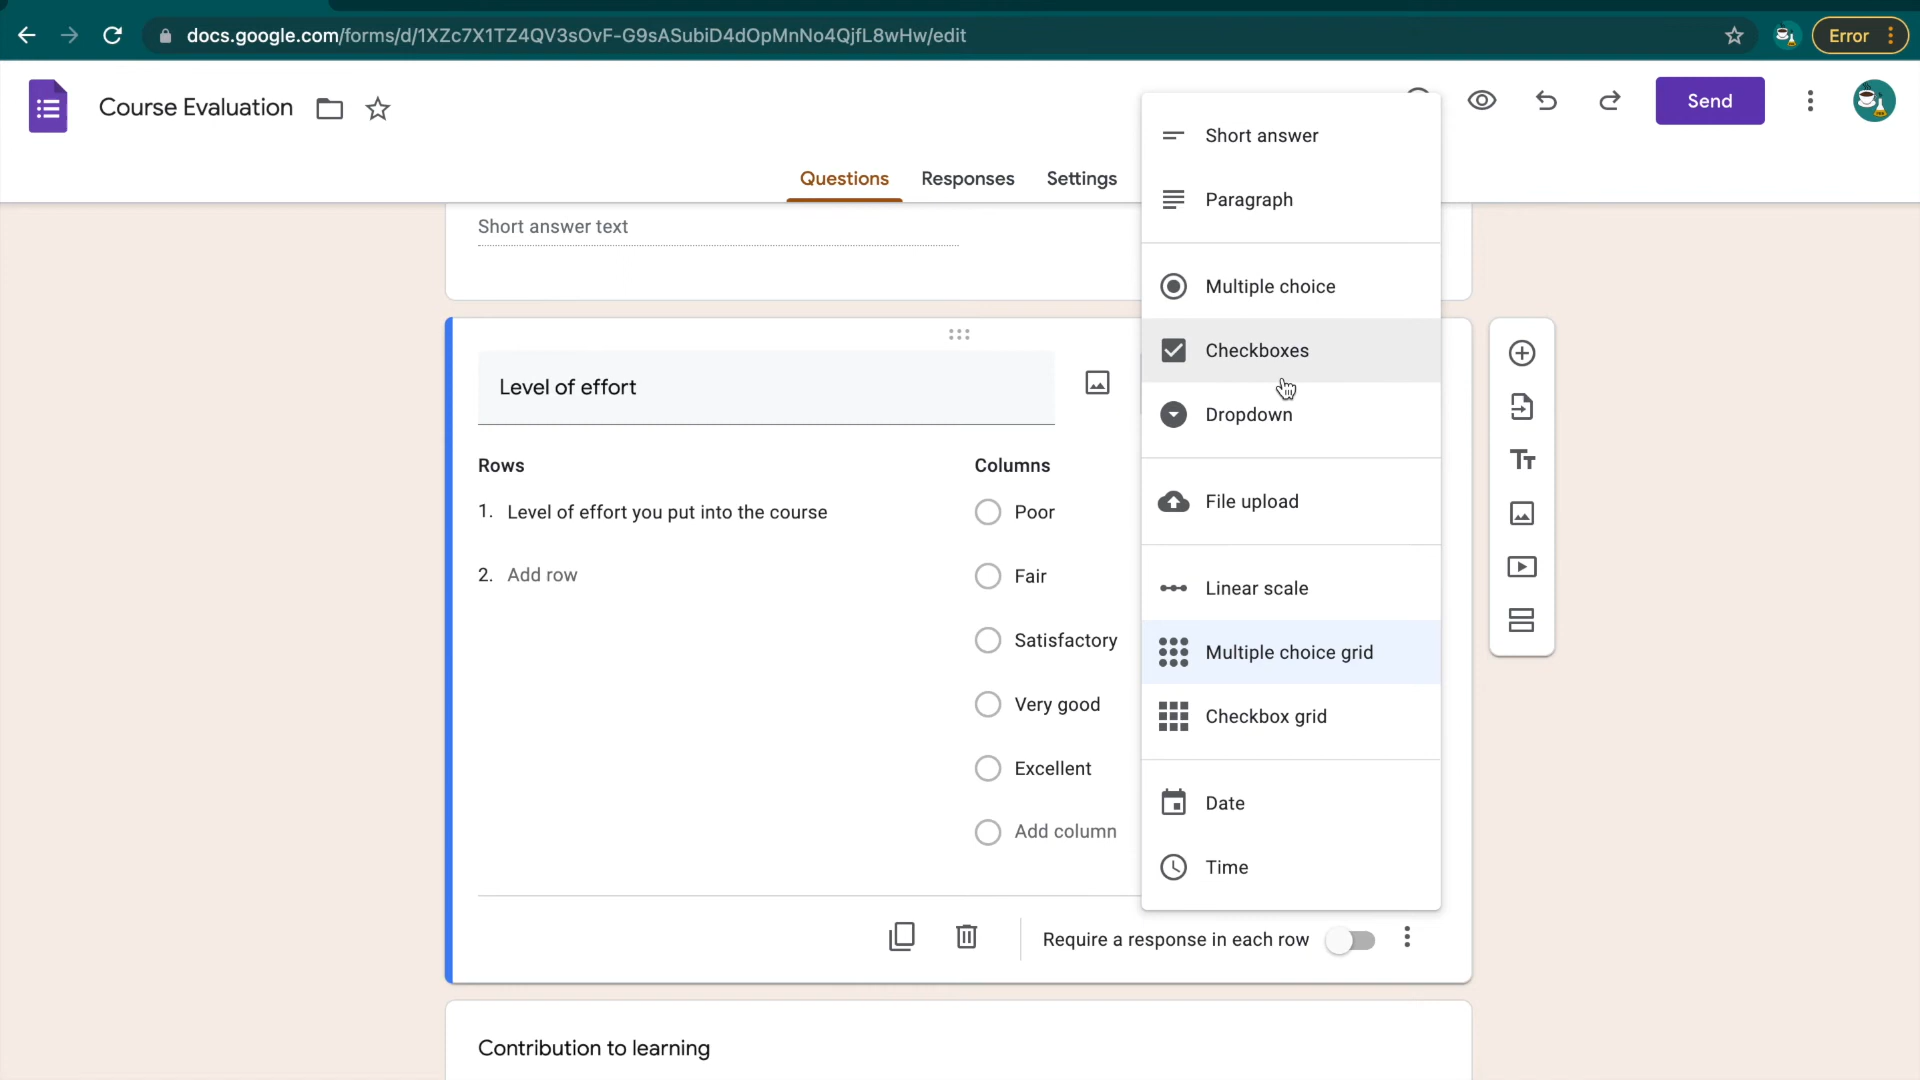 docs.google.com/forms/d/1XZc7X1TZ4QV3sOvF-G9sASubiD4dOpMnNo4QjfL8wHw/edit
Error
Course Evaluation
Send
Questions
Responses
Settings
Short answer text
Level of effort
Rows
1. Level of effort you put into the course
2. Add row
Columns
Poor
Fair
Satisfactory
Very good
Excellent
Add column
Short answer
Paragraph
Multiple choice
Checkboxes
Dropdown
File upload
Linear scale
Multiple choice grid
Checkbox grid
Date
Time
Require a response in each row
Contribution to learning